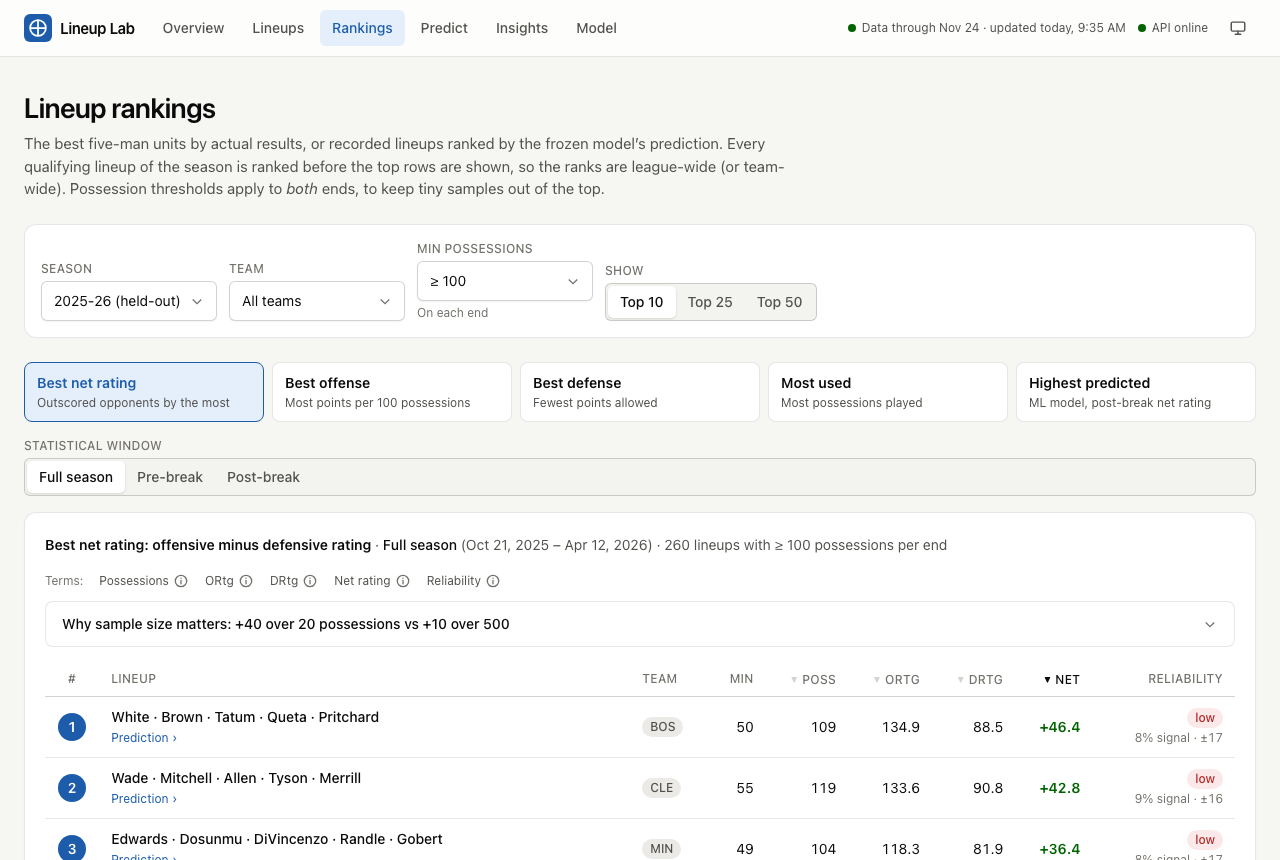 Lineup Lab
Overview
Lineups
Rankings
Predict
Insights
Model
Data through Nov 24 · updated today, 9:35 AM
API online
Lineup rankings
The best five-man units by actual results, or recorded lineups ranked by the frozen model's prediction. Every
qualifying lineup of the season is ranked before the top rows are shown, so the ranks are league-wide (or team-
wide). Possession thresholds apply to both ends, to keep tiny samples out of the top.
SEASON
2025-26 (held-out)
TEAM
All teams
MIN POSSESSIONS
≥ 100
On each end
SHOW
Top 10
Top 25
Top 50
Best net rating
Outscored opponents by the most
Best offense
Most points per 100 possessions
Best defense
Fewest points allowed
Most used
Most possessions played
Highest predicted
ML model, post-break net rating
STATISTICAL WINDOW
Full season
Pre-break
Post-break
Best net rating: offensive minus defensive rating · Full season (Oct 21, 2025 – Apr 12, 2026) · 260 lineups with ≥ 100 possessions per end
Terms: Possessions ORtg DRtg Net rating Reliability
Why sample size matters: +40 over 20 possessions vs +10 over 500
# LINEUP TEAM MIN ▼ POSS ▼ ORTG ▼ DRTG ▼ NET RELIABILITY
1 White · Brown · Tatum · Queta · Pritchard BOS 50 109 134.9 88.5 +46.4 low
Prediction › 8% signal · ±17
2 Wade · Mitchell · Allen · Tyson · Merrill CLE 55 119 133.6 90.8 +42.8 low
Prediction › 9% signal · ±16
3 Edwards · Dosunmu · DiVincenzo · Randle · Gobert MIN 49 104 118.3 81.9 +36.4 low
Prediction › 8% signal · ±17